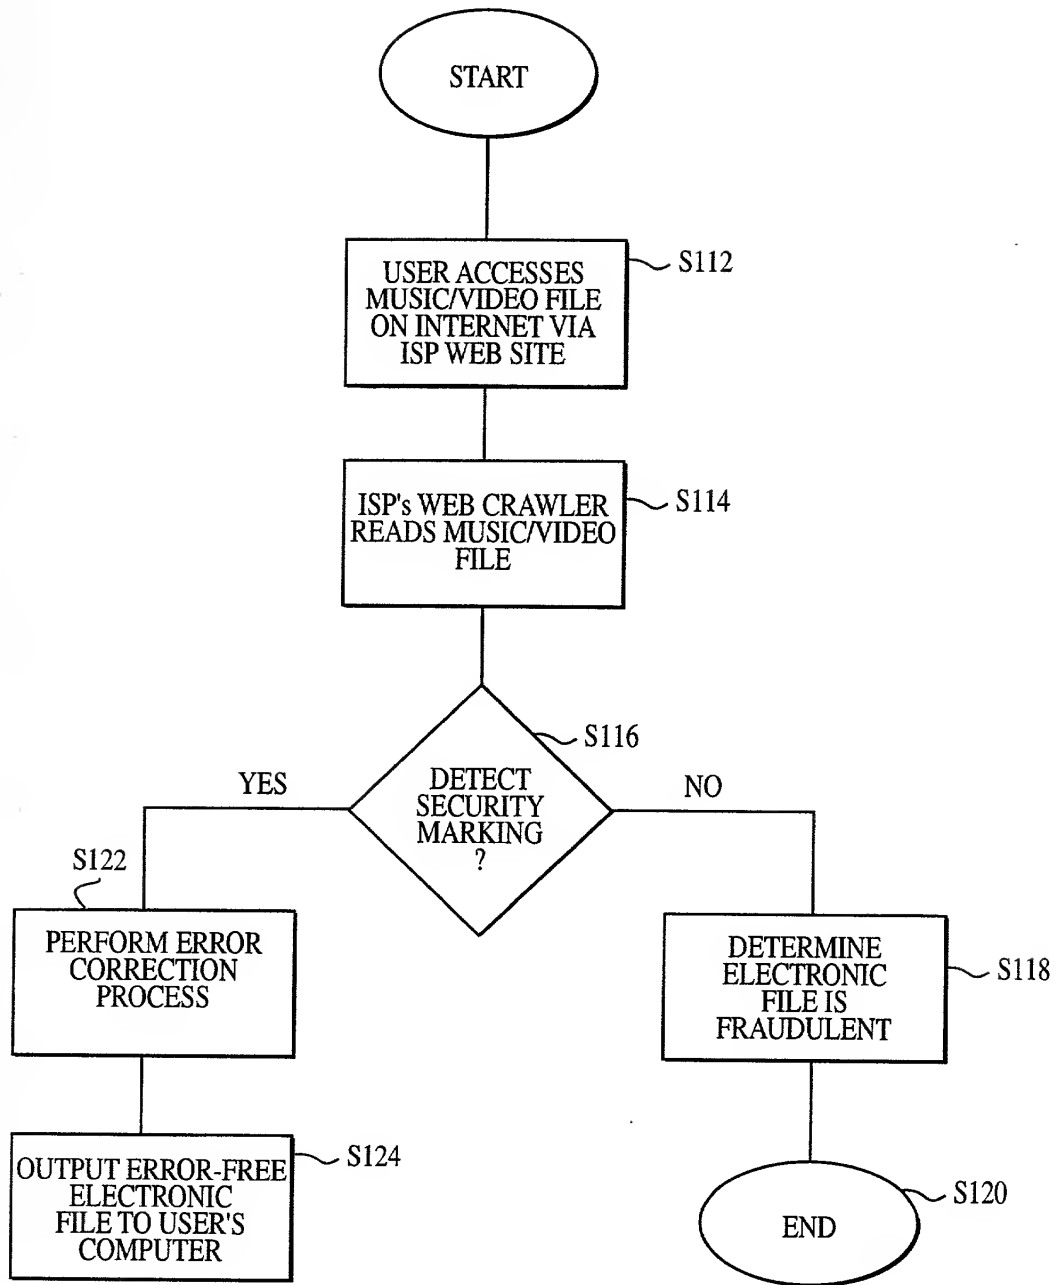 START
S112
USER ACCESSES
MUSIC/VIDEO FILE
ON INTERNET VIA
ISP WEB SITE
S114
ISP's WEB CRAWLER
READS MUSIC/VIDEO
FILE
S116
DETECT
SECURITY
MARKING
?
YES
NO
S122
PERFORM ERROR
CORRECTION
PROCESS
DETERMINE
ELECTRONIC
FILE IS
FRAUDULENT
S118
OUTPUT ERROR-FREE
ELECTRONIC
FILE TO USER'S
COMPUTER
S124
S120
END